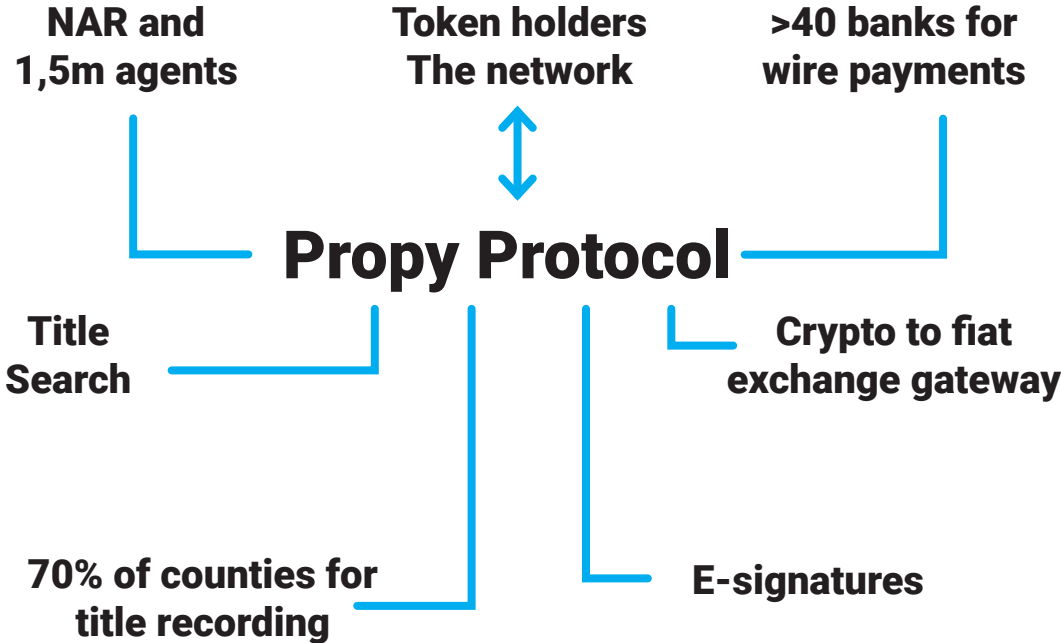 NAR and
1,5m agents
Token holders
The network
>40 banks for
wire payments
Propy Protocol
Title
Search
Crypto to fiat
exchange gateway
70% of counties for
title recording
E-signatures